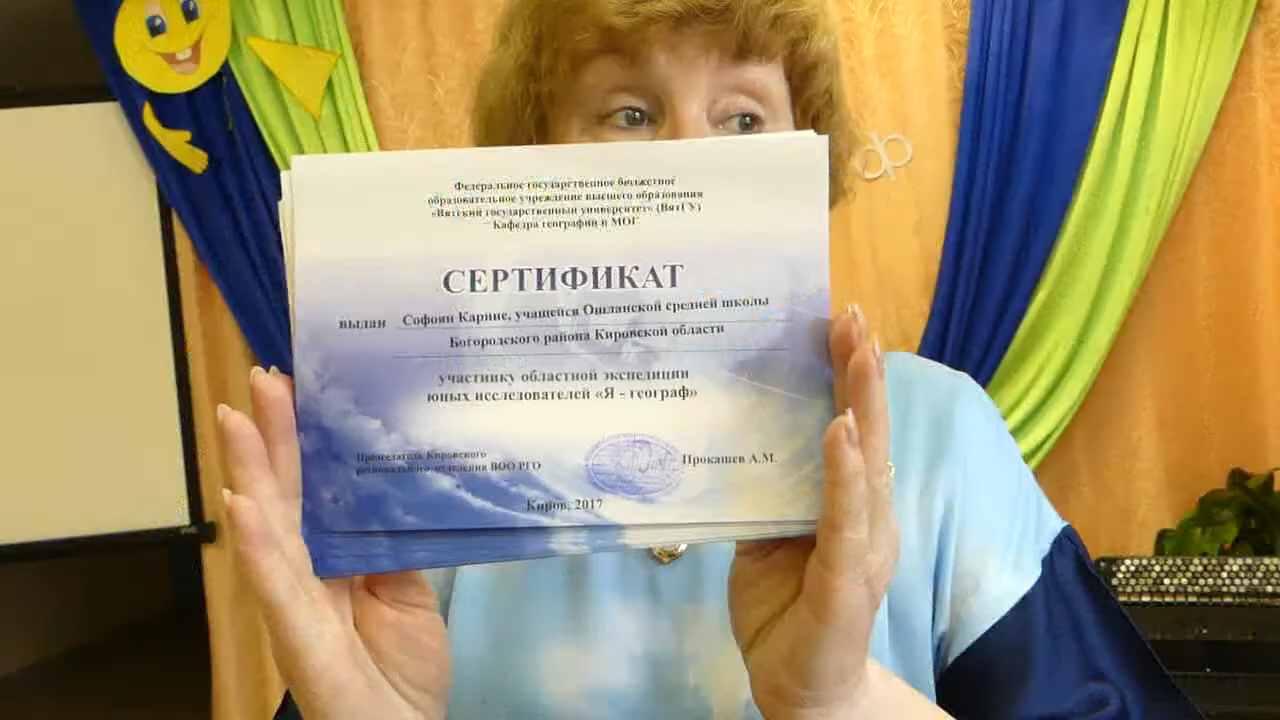 Федеральное государственное бюджетное
образовательное учреждение высшего образования
«Вятский государственный университет» (ВятГУ)
Кафедра географии и МОГ
СЕРТИФИКАТ
выдан Софоян Карине, учащейся Ошланской средней школы
Богородского района Кировской области
участнику областной экспедиции
юных исследователей «Я - географ»
Председатель Кировского
регионального отделения ВОО РГО Прокашев А.М.
Киров, 2017